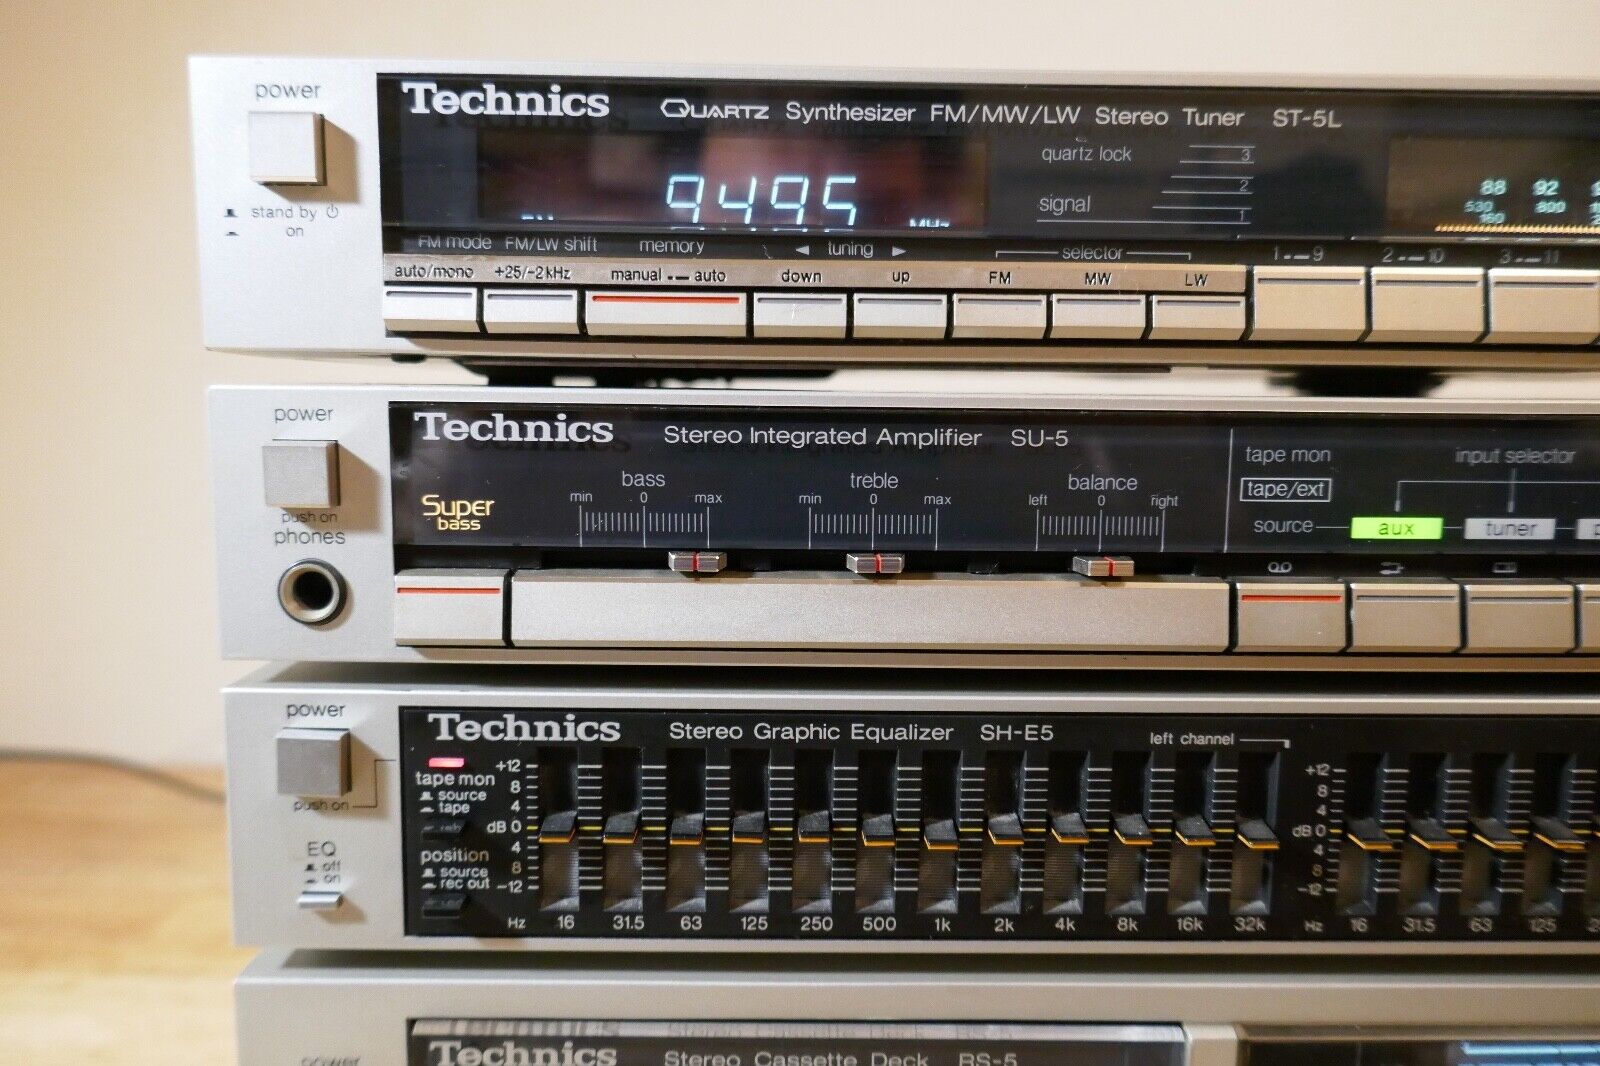 power
Technics QUARTZ Synthesizer FM/MW/LW Stereo Tuner ST-5L
quartz lock 3
2
signal 1
9495
MHz
88 92
530 800
160
stand by
on
FM mode FM/LW shift memory ◄ tuning ► selector 1 - 9 2 - 10 3 - 11
auto/mono +25/-2kHz manual auto down up FM MW LW
power
Technics Stereo Integrated Amplifier SU-5
tape mon input selector
bass treble balance
min 0 max min 0 max left 0 right
tape/ext
Super
bass
source aux tuner
push on
phones
power
Technics Stereo Graphic Equalizer SH-E5 left channel
push on
tape mon
source
tape
position
source
rec out
EQ
off
on
+12
8
4
dB 0
4
8
-12
+12
8
4
dB 0
4
8
-12
Hz 16 31.5 63 125 250 500 1k 2k 4k 8k 16k 32k Hz 16 31.5 63 125
power
Technics Stereo Cassette Deck RS-5